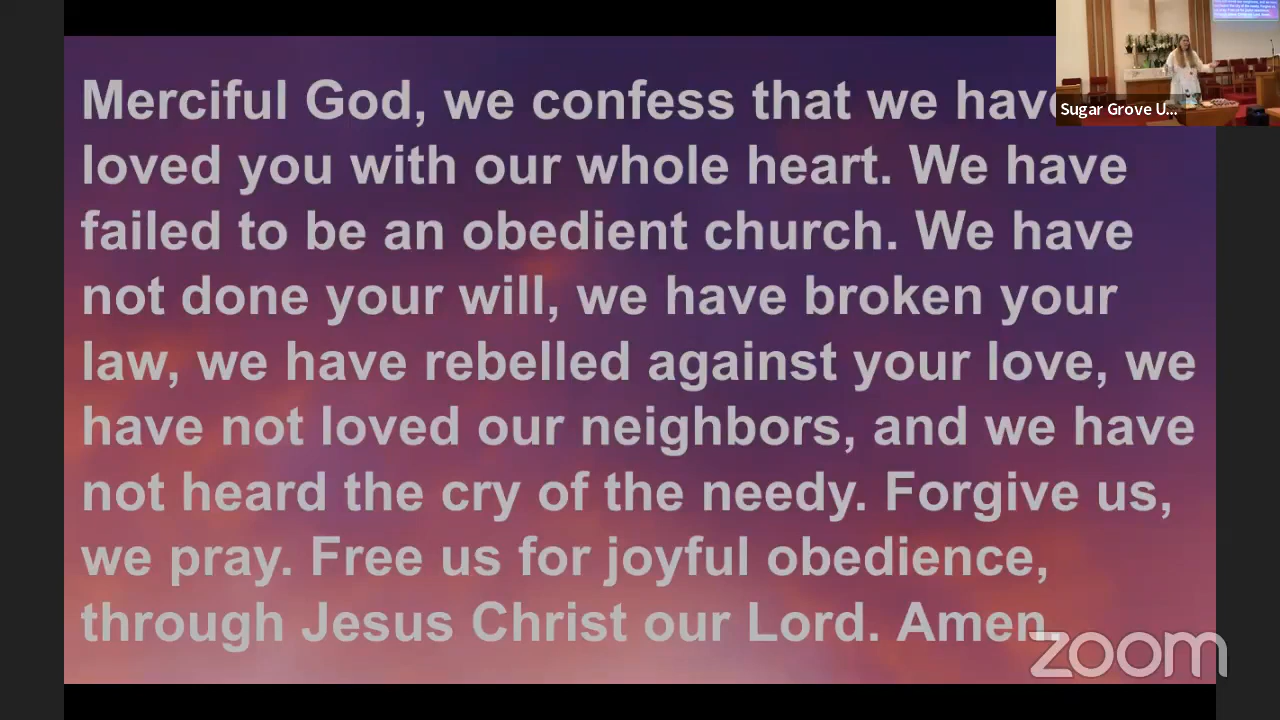 Merciful God, we confess that we have
loved you with our whole heart. We have
failed to be an obedient church. We have
not done your will, we have broken your
law, we have rebelled against your love, we
have not loved our neighbors, and we have
not heard the cry of the needy. Forgive us,
we pray. Free us for joyful obedience,
through Jesus Christ our Lord. Amen.
Sugar Grove U...
zoom